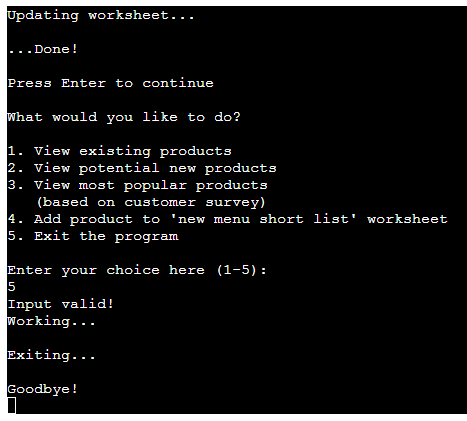 Updating worksheet...
...Done!
Press Enter to continue
What would you like to do?
1. View existing products
2. View potential new products
3. View most popular products
(based on customer survey)
4. Add product to 'new menu short list' worksheet
5. Exit the program
Enter your choice here (1-5):
5
Input valid!
Working...
Exiting...
Goodbye!